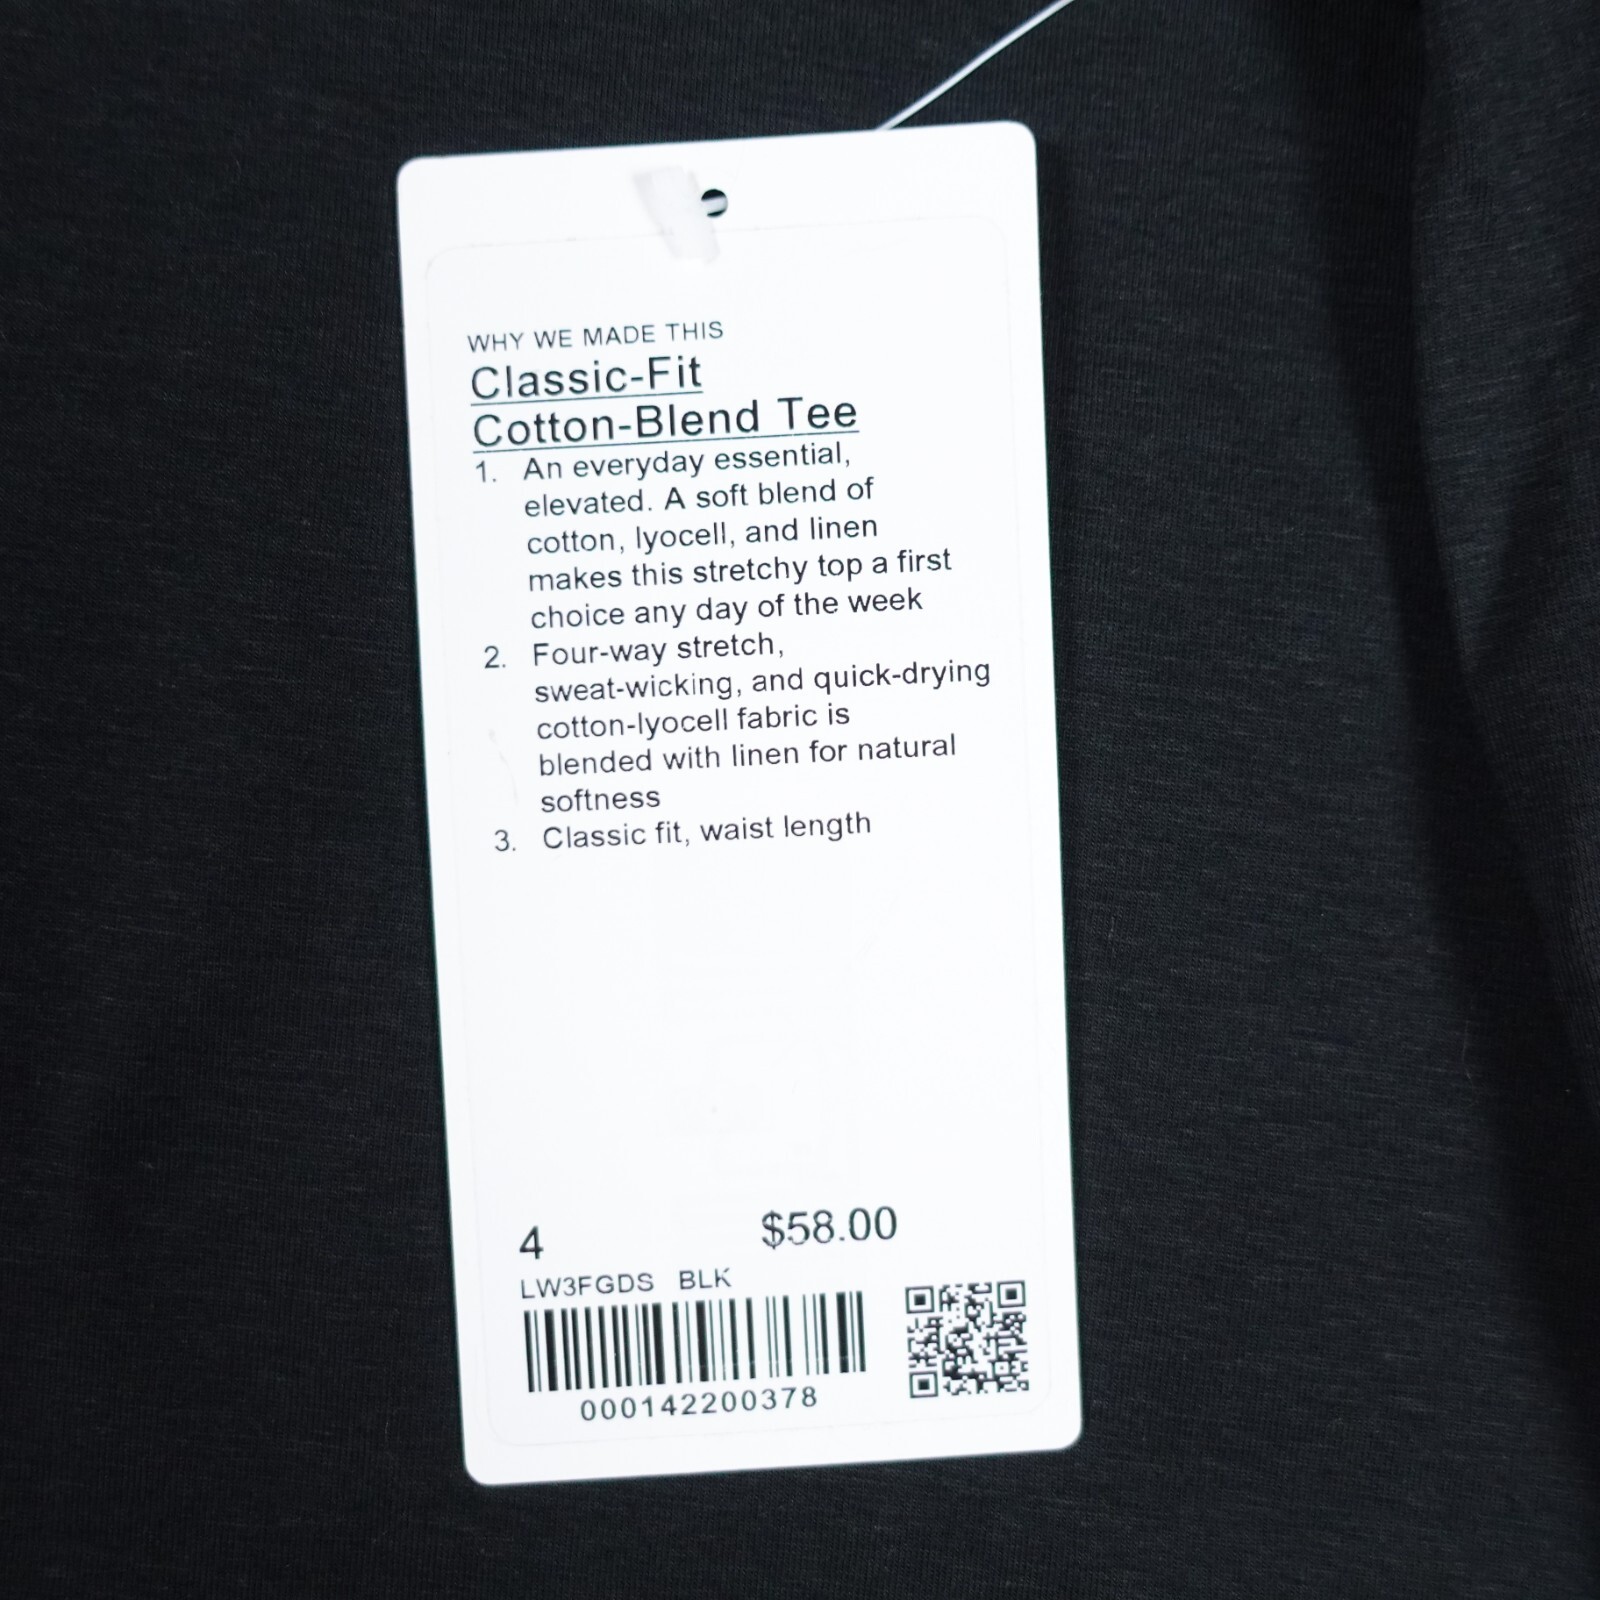 WHY WE MADE THIS
Classic-Fit
Cotton-Blend Tee
1. An everyday essential,
elevated. A soft blend of
cotton, lyocell, and linen
makes this stretchy top a first
choice any day of the week
2. Four-way stretch,
sweat-wicking, and quick-drying
cotton-lyocell fabric is
blended with linen for natural
softness
3. Classic fit, waist length
4 $58.00
LW3FGDS BLK
000142200378